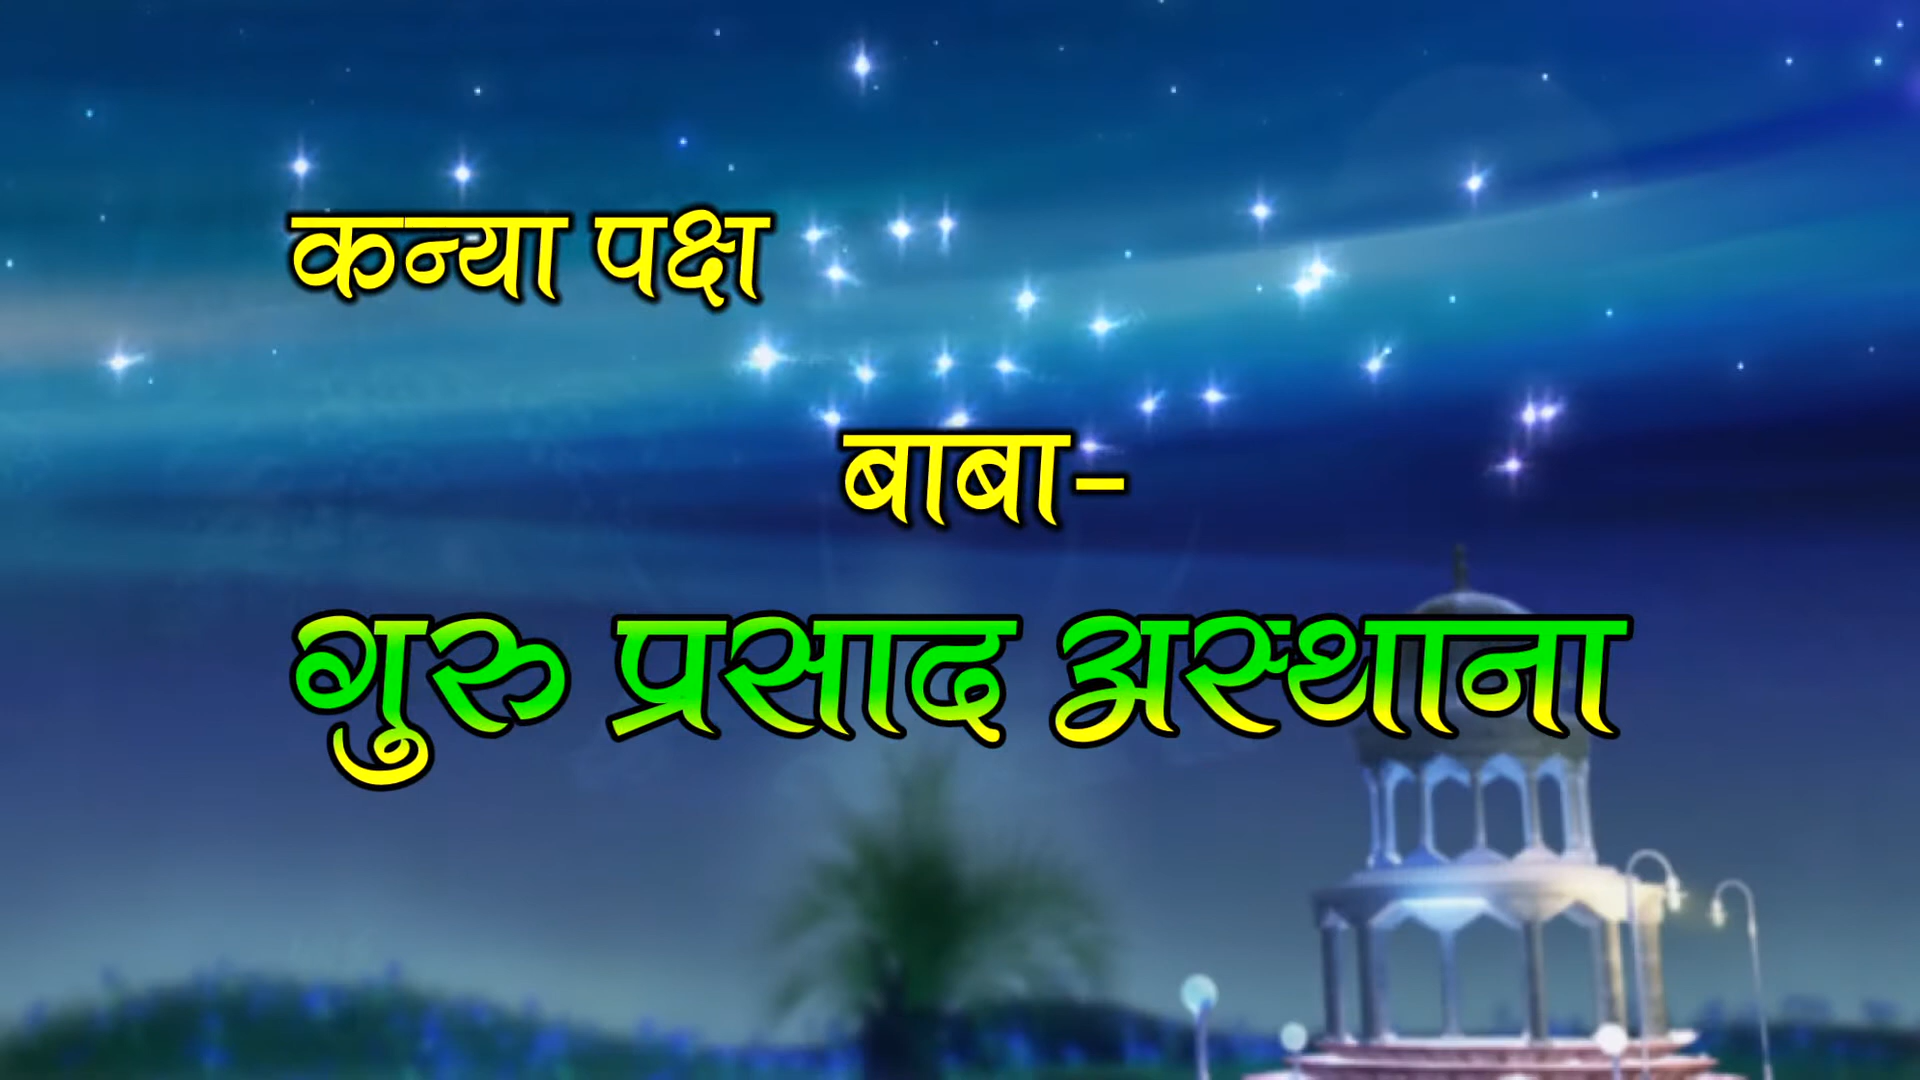 कन्या पक्ष
बाबा-
गुरु प्रसाद अस्थाना